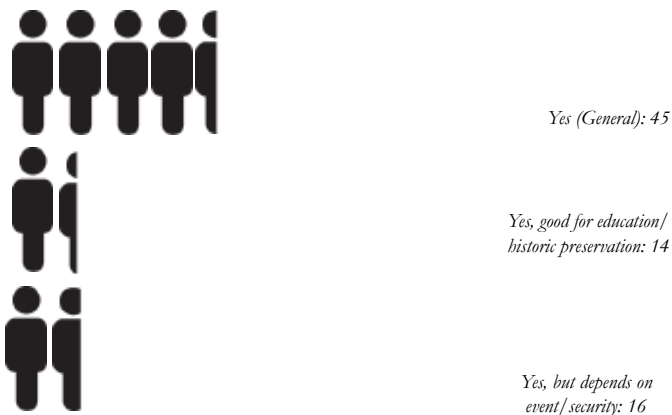 Yes (General): 45
Yes, good for education/
historic preservation: 14
Yes, but depends on
event/security: 16